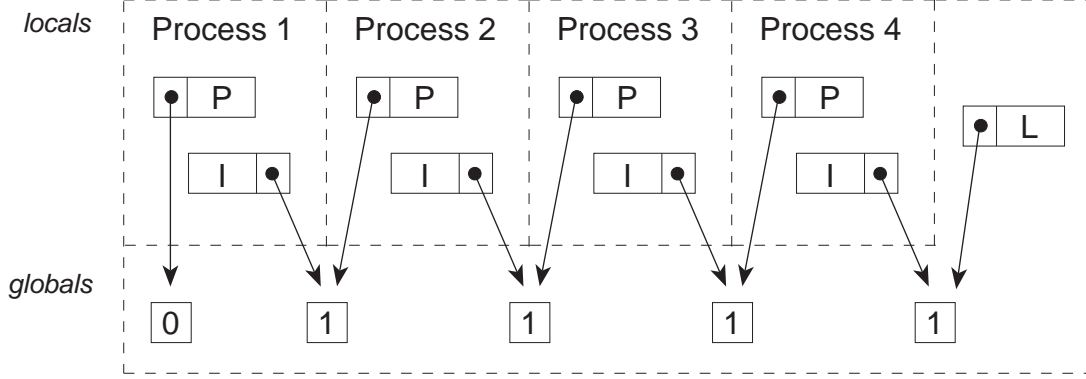 locals Process 1 Process 2 Process 3 Process 4
P P P P
L
I I I I
globals
0 1 1 1 1